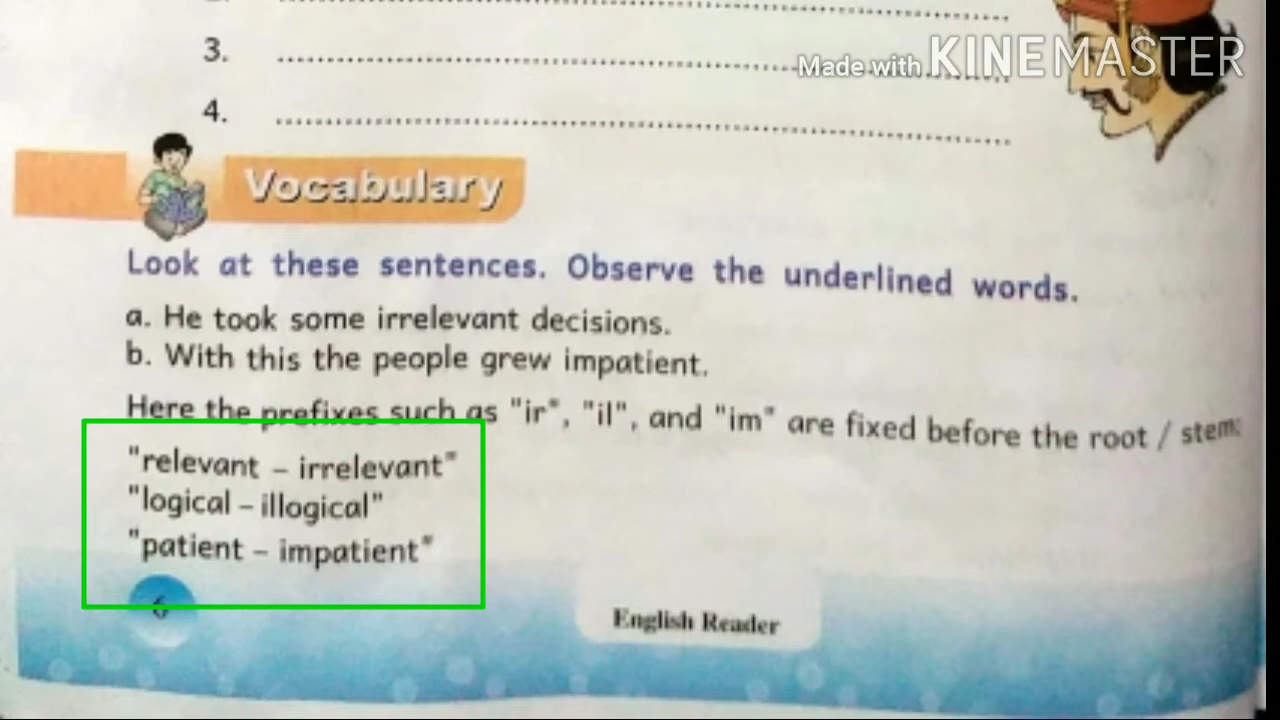 3. ......................................................
Made with KINEMASTER
4. ......................................................
Vocabulary
Look at these sentences. Observe the underlined words.
a. He took some irrelevant decisions.
b. With this the people grew impatient.
Here the prefixes such as "ir", "il", and "im" are fixed before the root / stem:
"relevant – irrelevant"
"logical – illogical"
"patient – impatient"
6
English Reader